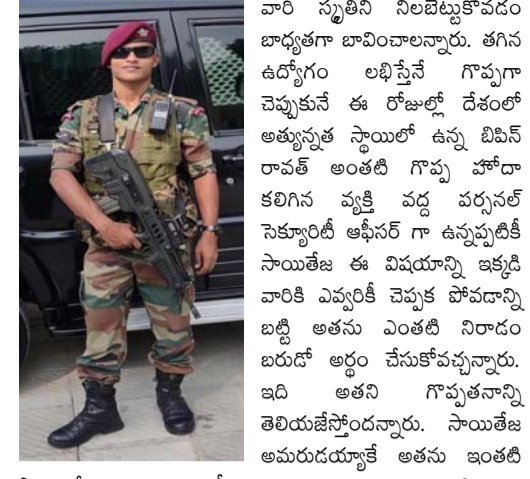 వారి స్మృతిని నిలబెట్టుకోవడం
బాధ్యతగా బావించాలన్నారు. తగిన
ఉద్యోగం లభిస్తేనే గొప్పగా
చెప్పుకునే ఈ రోజుల్లో దేశంలో
అత్యున్నత స్థాయిలో ఉన్న బిపిన్
రావత్ అంతటి గొప్ప హోదా
కలిగిన వ్యక్తి వద్ద పర్సనల్
సెక్యూరిటీ ఆఫీసర్ గా ఉన్నప్పటికీ
సాయితేజ ఈ విషయాన్ని ఇక్కడి
వారికి ఎవ్వరికీ చెప్పక పోవడాన్ని
బట్టి అతను ఎంతటి నిరాడం
బరుడో అర్థం చేసుకోవచ్చన్నారు.
ఇది అతని గొప్పతనాన్ని
తెలియజేస్తోందన్నారు. సాయితేజ
అమరుడయ్యాకే అతను ఇంతటి